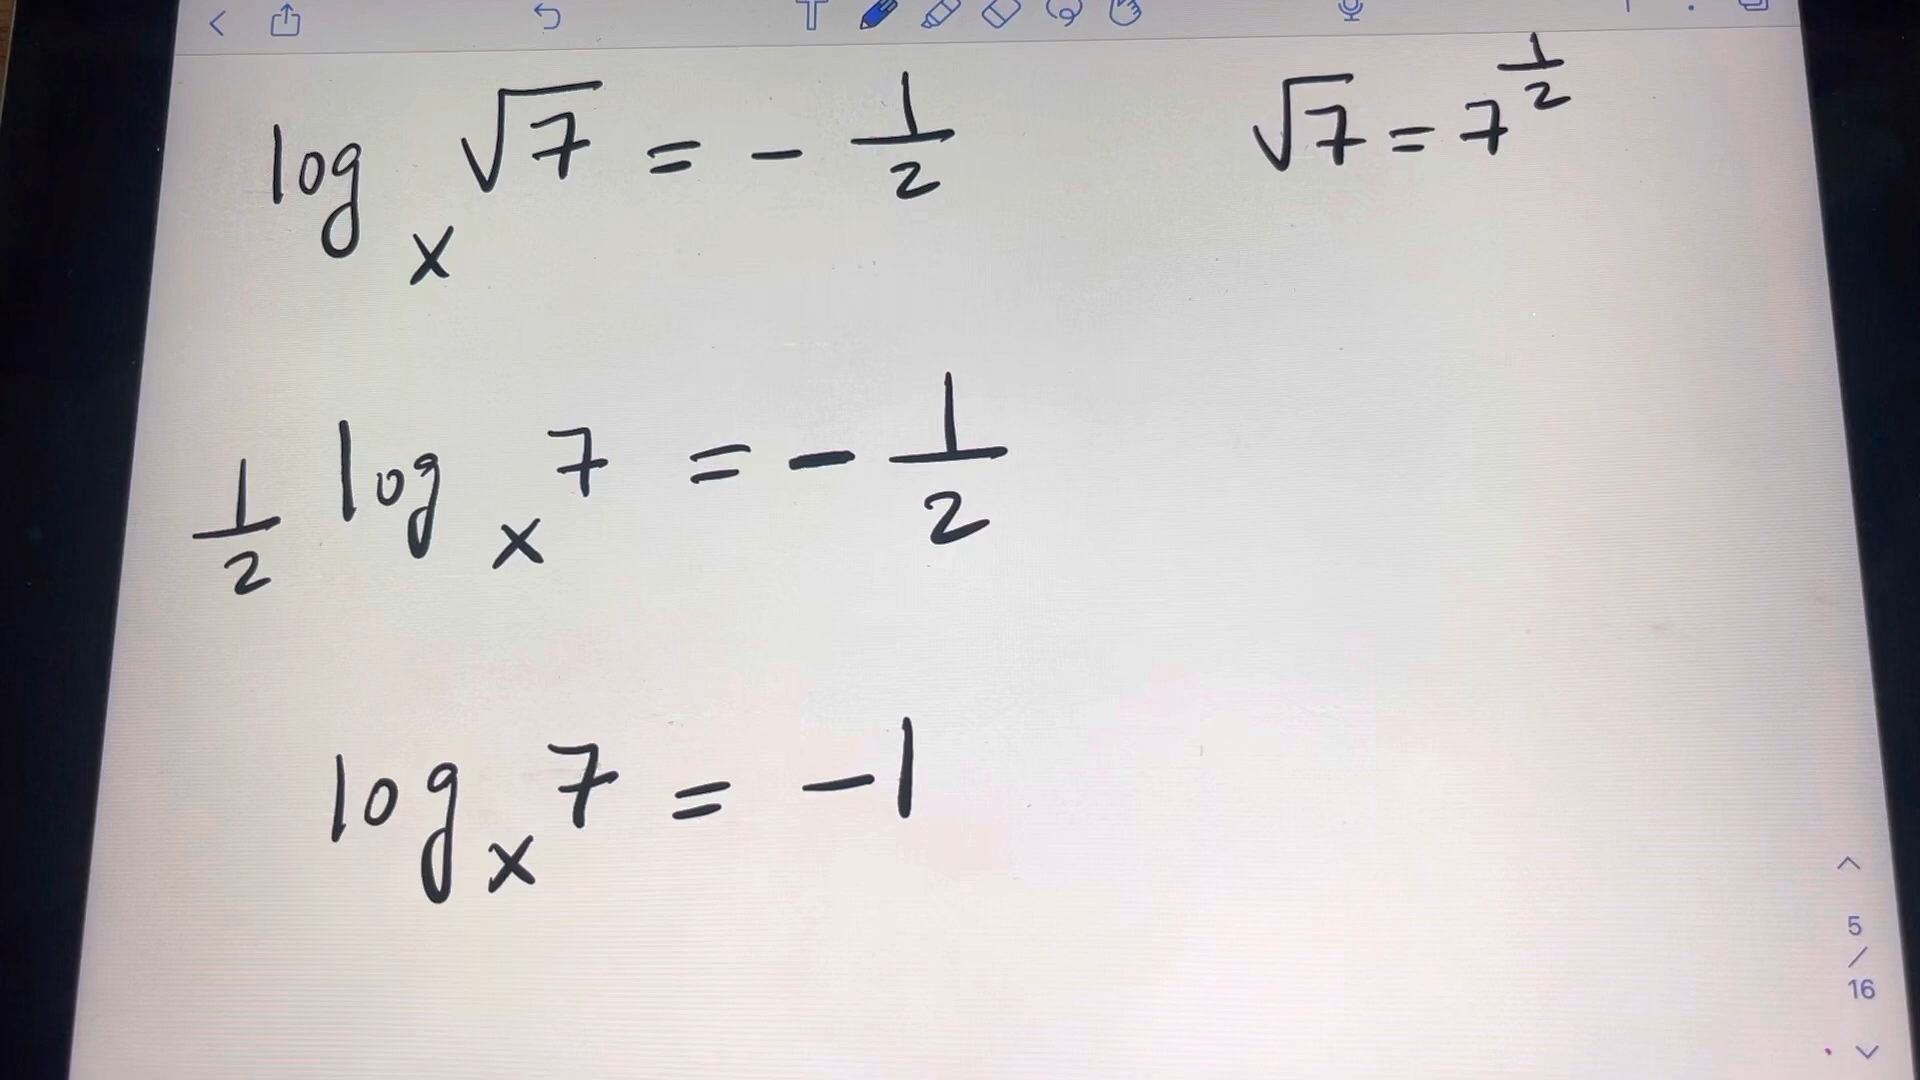 log_x √7 = - 1/2
√7 = 7^(1/2)
1/2 log_x 7 = - 1/2
log_x 7 = -1
5
/
16